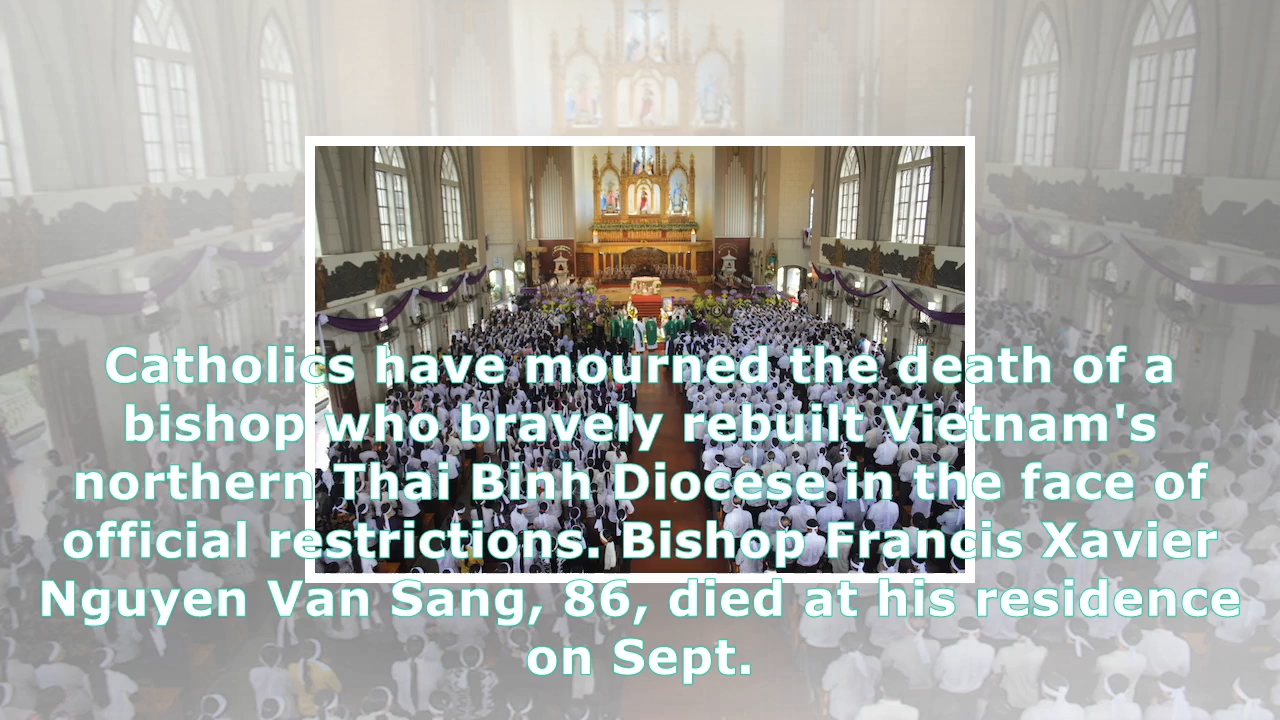 Catholics have mourned the death of a
bishop who bravely rebuilt Vietnam's
northern Thai Binh Diocese in the face of
official restrictions. Bishop Francis Xavier
Nguyen Van Sang, 86, died at his residence
on Sept.